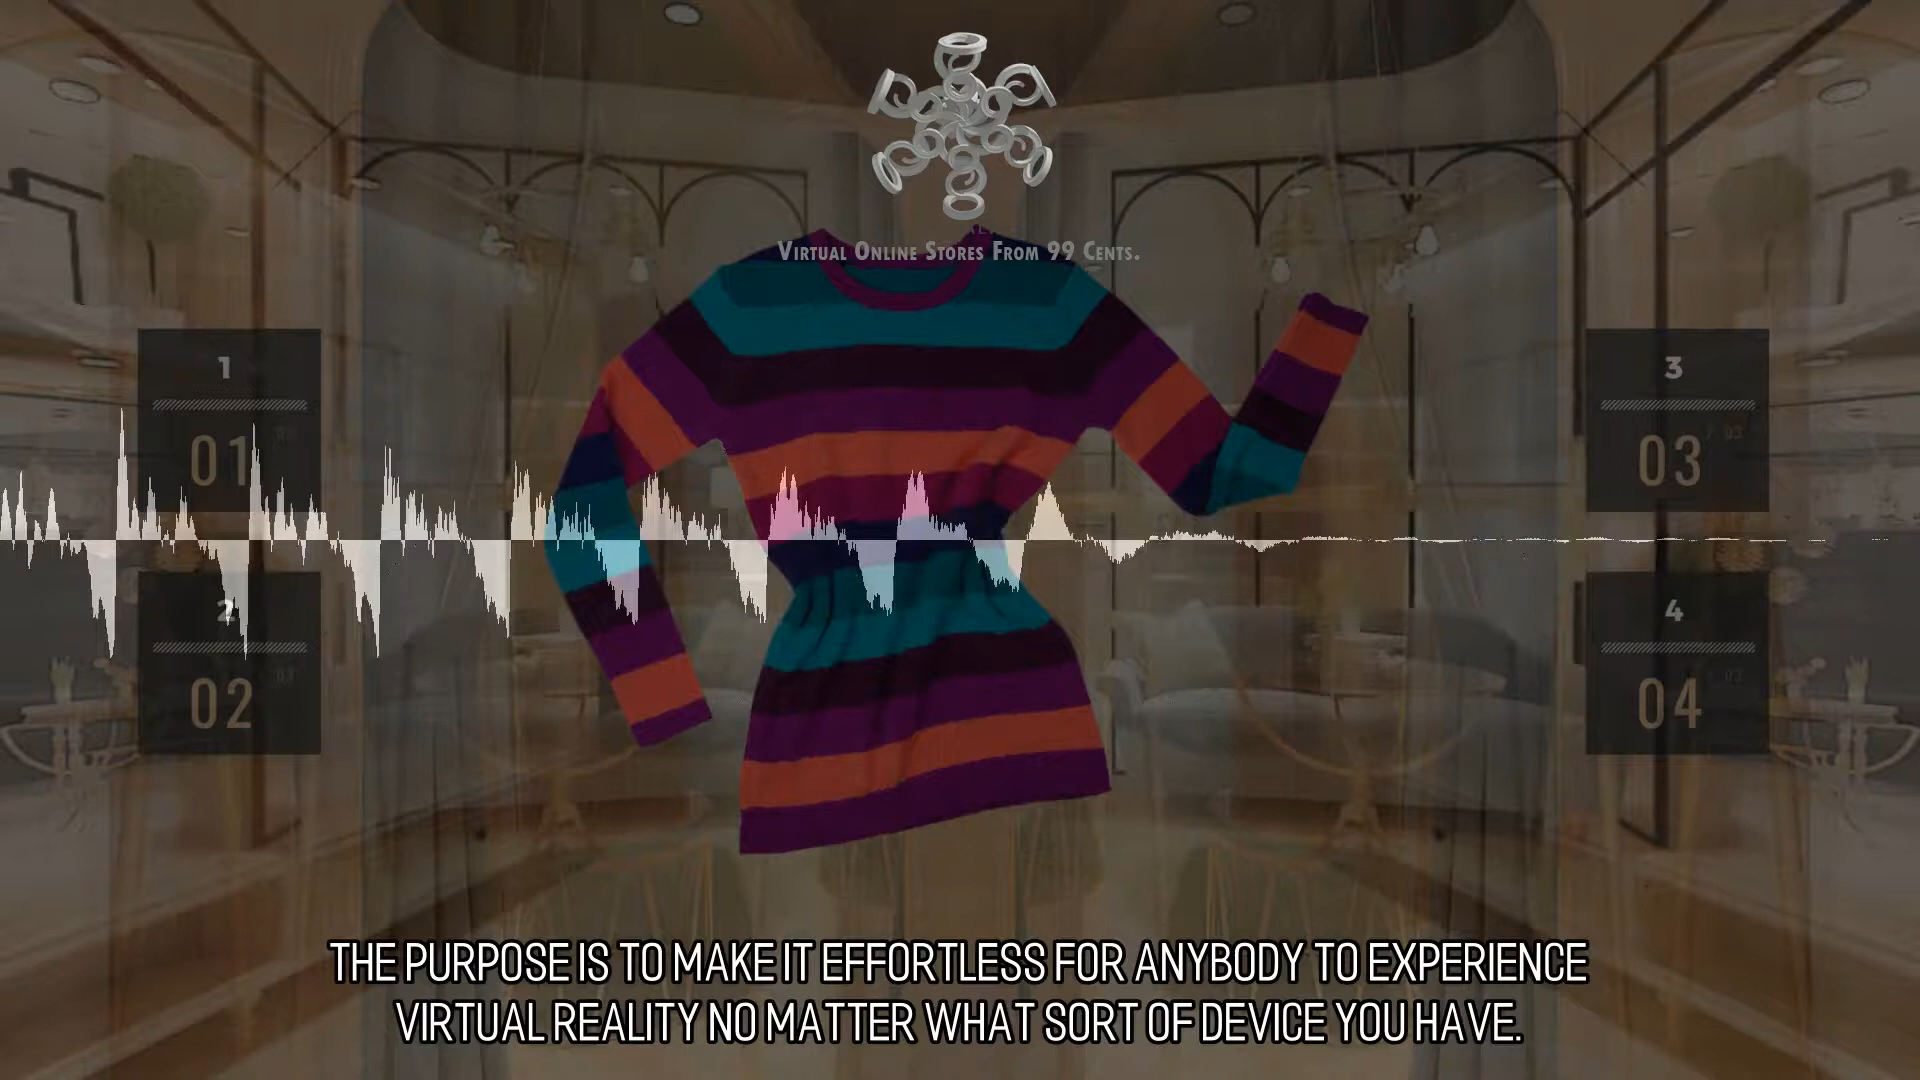 VIRTUAL ONLINE STORES FROM 99 CENTS.
1
01
2
02
3
03
4
04
THE PURPOSE IS TO MAKE IT EFFORTLESS FOR ANYBODY TO EXPERIENCE
VIRTUAL REALITY NO MATTER WHAT SORT OF DEVICE YOU HAVE.